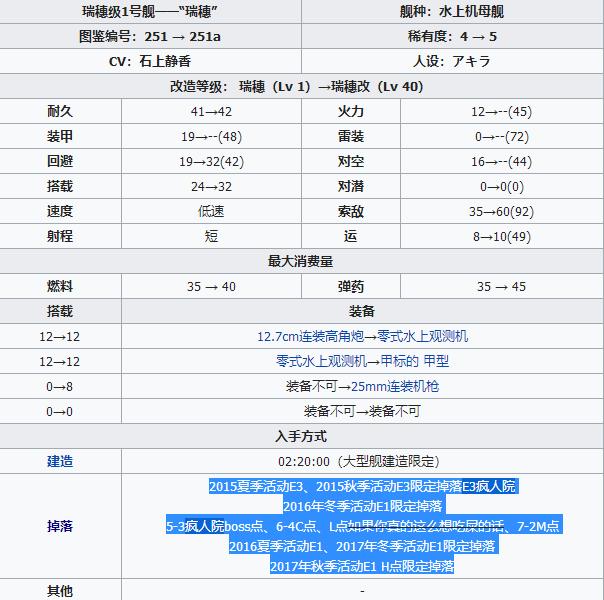 瑞穗级1号舰——“瑞穗” 舰种：水上机母舰
图鉴编号：251 → 251a 稀有度：4 → 5
CV：石上静香 人设：アキラ
改造等级： 瑞穗（Lv 1）→瑞穗改（Lv 40）
耐久 41→42 火力 12→--(45)
装甲 19→--(48) 雷装 0→--(72)
回避 19→32(42) 对空 16→--(44)
搭载 24→32 对潜 0→0(0)
速度 低速 索敌 35→60(92)
射程 短 运 8→10(49)
最大消费量
燃料 35 → 40 弹药 35 → 45
搭载 装备
12→12 12.7cm连装高角炮→零式水上观测机
12→12 零式水上观测机→甲标的 甲型
0→8 装备不可→25mm连装机枪
0→0 装备不可→装备不可
入手方式
建造 02:20:00（大型舰建造限定）
掉落 2015夏季活动E3、2015秋季活动E3限定掉落E3疯人院
2016年冬季活动E1限定掉落
5-3疯人院boss点、6-4C点、L点如果你真的这么想吃屎的话、7-2M点
2016夏季活动E1、2017年冬季活动E1限定掉落
2017年秋季活动E1 H点限定掉落
其他 -